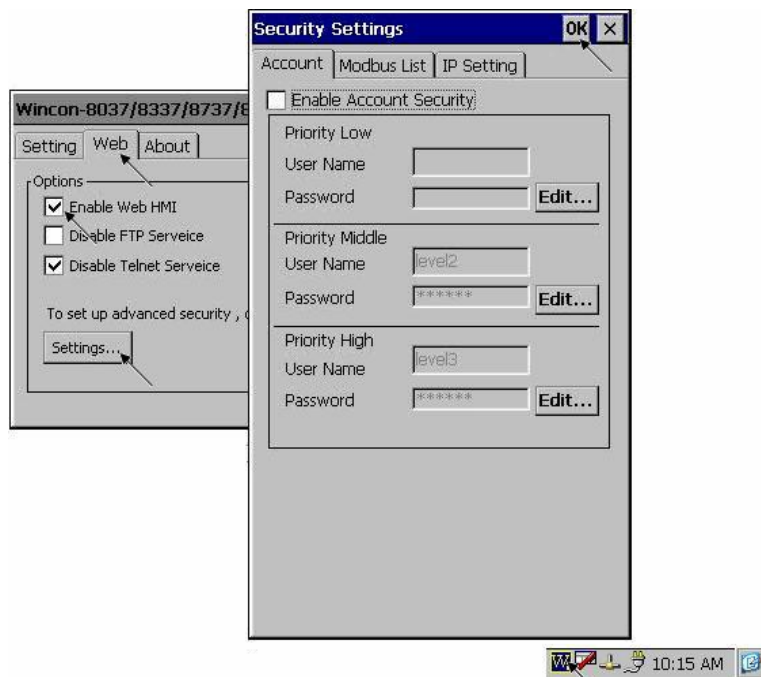 Security Settings OK ×
Account Modbus List IP Setting
Enable Account Security
Priority Low
User Name
Password Edit...
Priority Middle
User Name level2
Password ****** Edit...
Priority High
User Name level3
Password ****** Edit...
Wincon-8037/8337/8737/8
Setting Web About
Options
Enable Web HMI
Disable FTP Serveice
Disable Telnet Serveice
To set up advanced security ,
Settings...
W 10:15 AM